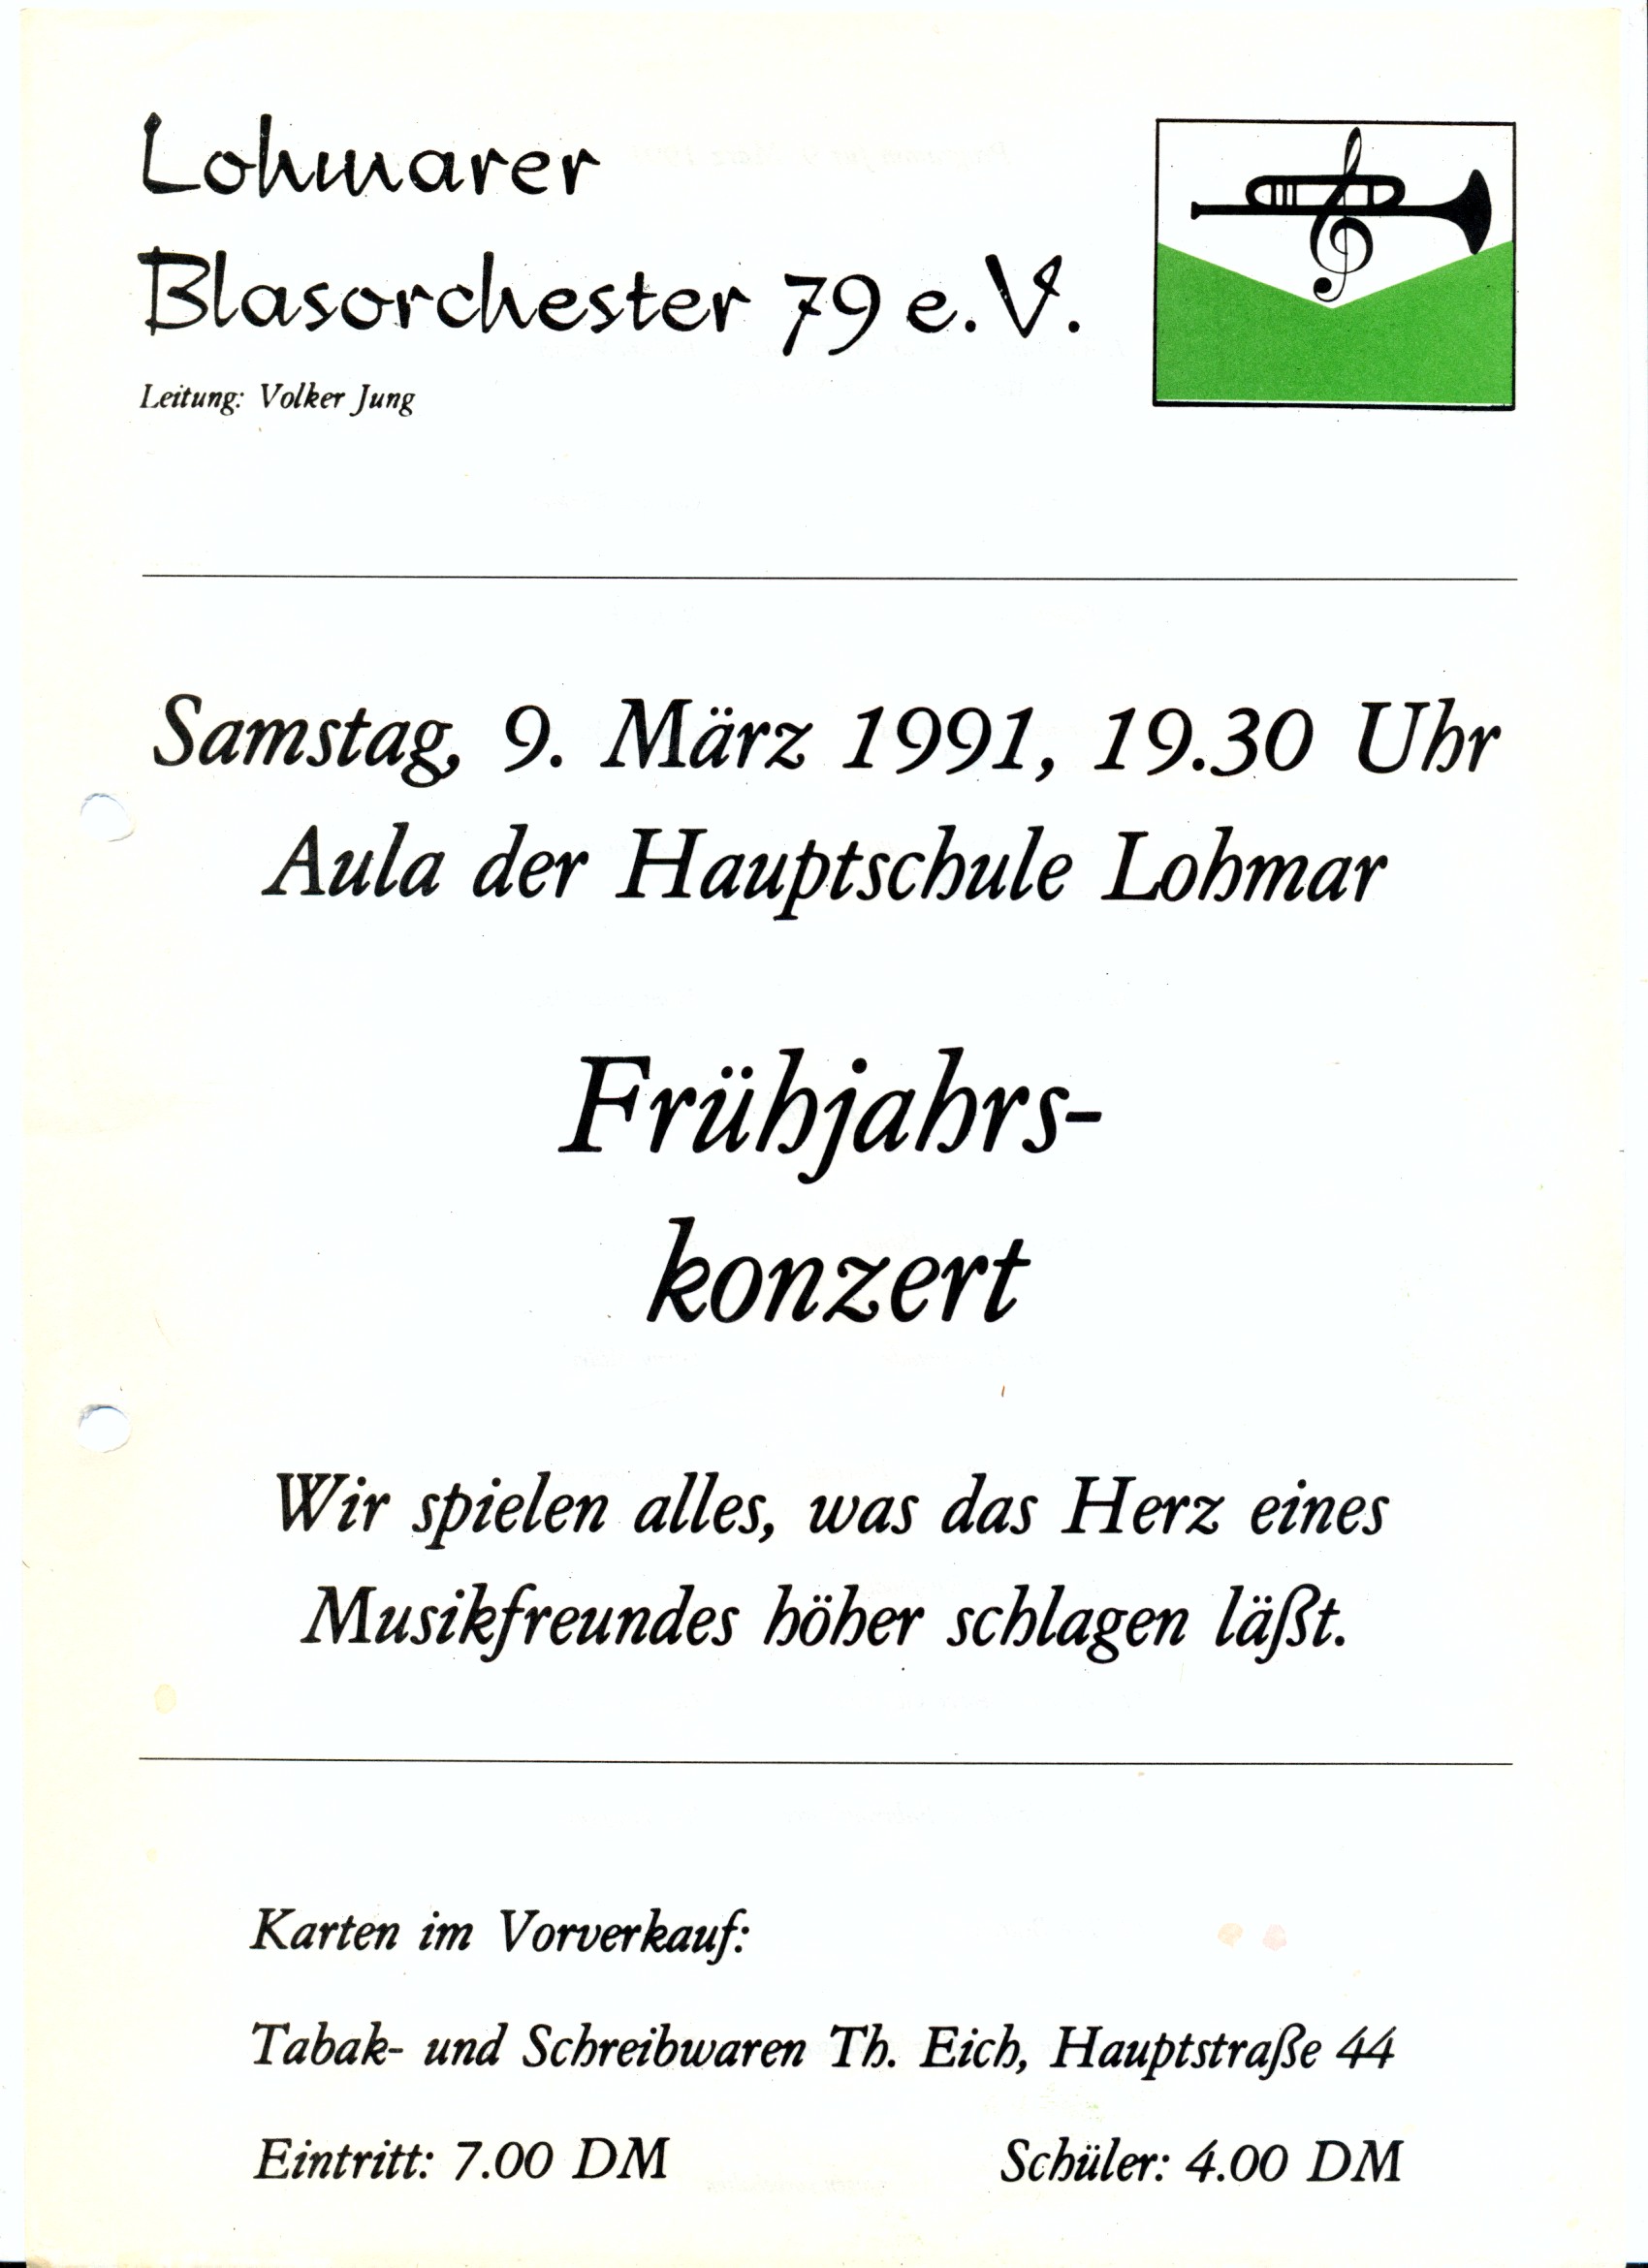 Lohmarer
Blasorchester 79 e.V.
Leitung: Volker Jung
Samstag, 9. März 1991, 19.30 Uhr
Aula der Hauptschule Lohmar
Frühjahrs-
konzert
Wir spielen alles, was das Herz eines
Musikfreundes höher schlagen läßt.
Karten im Vorverkauf:
Tabak- und Schreibwaren Th. Eich, Hauptstraße 44
Eintritt: 7.00 DM Schüler: 4.00 DM